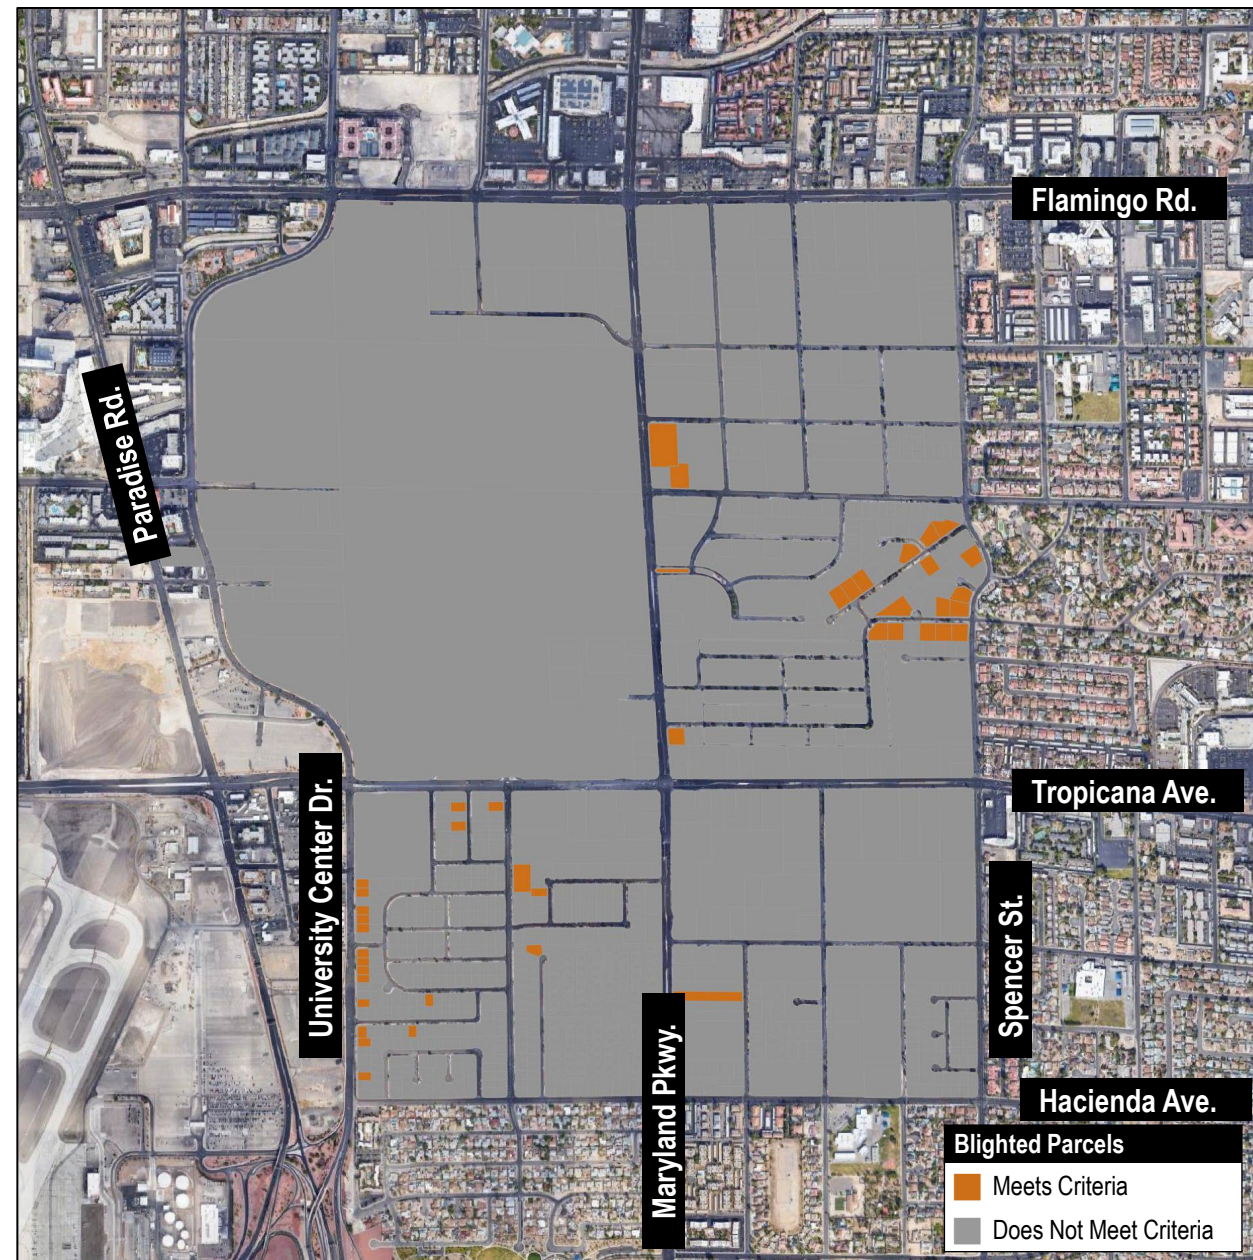 Flamingo Rd.
Paradise Rd.
Tropicana Ave.
University Center Dr.
Spencer St.
Maryland Pkwy.
Hacienda Ave.
Blighted Parcels
Meets Criteria
Does Not Meet Criteria